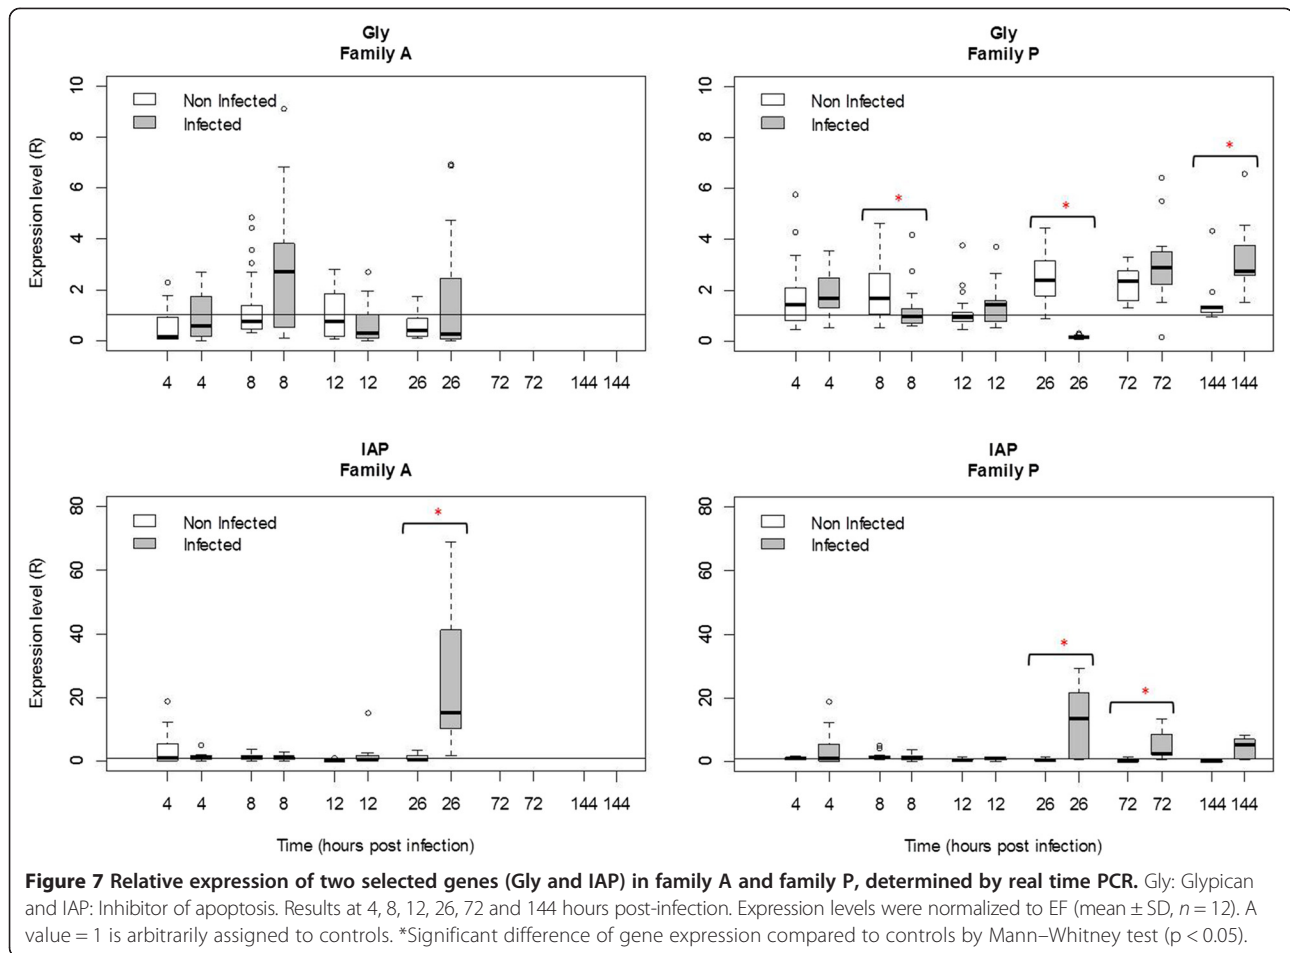 Gly
Family A
Expression level (R)
10
8
6
4
2
0
Non Infected
Infected
4 4 8 8 12 12 26 26 72 72 144 144
Gly
Family P
10
8
6
4
2
0
Non Infected
Infected
*
*
*
4 4 8 8 12 12 26 26 72 72 144 144
IAP
Family A
Expression level (R)
80
60
40
20
0
Non Infected
Infected
*
4 4 8 8 12 12 26 26 72 72 144 144
Time (hours post infection)
IAP
Family P
80
60
40
20
0
Non Infected
Infected
*
*
4 4 8 8 12 12 26 26 72 72 144 144
Time (hours post infection)
Figure 7 Relative expression of two selected genes (Gly and IAP) in family A and family P, determined by real time PCR. Gly: Glypican
and IAP: Inhibitor of apoptosis. Results at 4, 8, 12, 26, 72 and 144 hours post-infection. Expression levels were normalized to EF (mean ± SD, n = 12). A
value = 1 is arbitrarily assigned to controls. *Significant difference of gene expression compared to controls by Mann–Whitney test (p < 0.05).